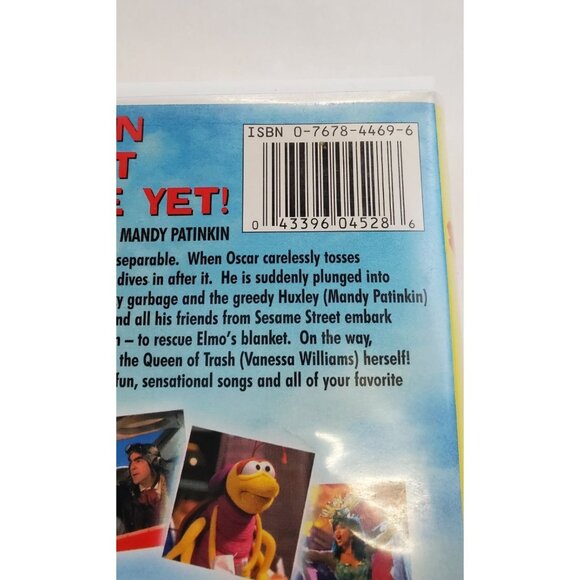 ISBN 0-7678-4469-6
N
T
E YET!
0 43396 04528 6
MANDY PATINKIN
separable. When Oscar carelessly tosses
dives in after it. He is suddenly plunged into
y garbage and the greedy Huxley (Mandy Patinkin)
nd all his friends from Sesame Street embark
n – to rescue Elmo's blanket. On the way,
the Queen of Trash (Vanessa Williams) herself!
fun, sensational songs and all of your favorite